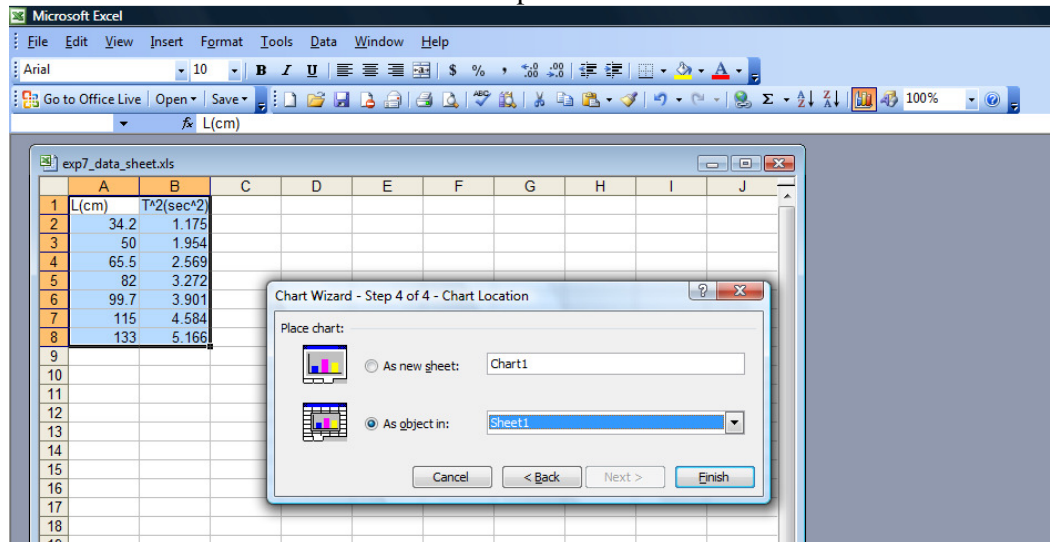 Microsoft Excel
File Edit View Insert Format Tools Data Window Help
Arial 10 B I U $ % , .00
Go to Office Live Open Save ABC Σ 100%
fx L(cm)
exp7_data_sheet.xls
A B C D E F G H I J
1 L(cm) T^2(sec^2)
2 34.2 1.175
3 50 1.954
4 65.5 2.569
5 82 3.272
6 99.7 3.901
7 115 4.584
8 133 5.166
9
10
11
12
13
14
15
16
17
18
Chart Wizard - Step 4 of 4 - Chart Location
Place chart:
As new sheet: Chart1
As object in: Sheet1
Cancel < Back Next > Finish